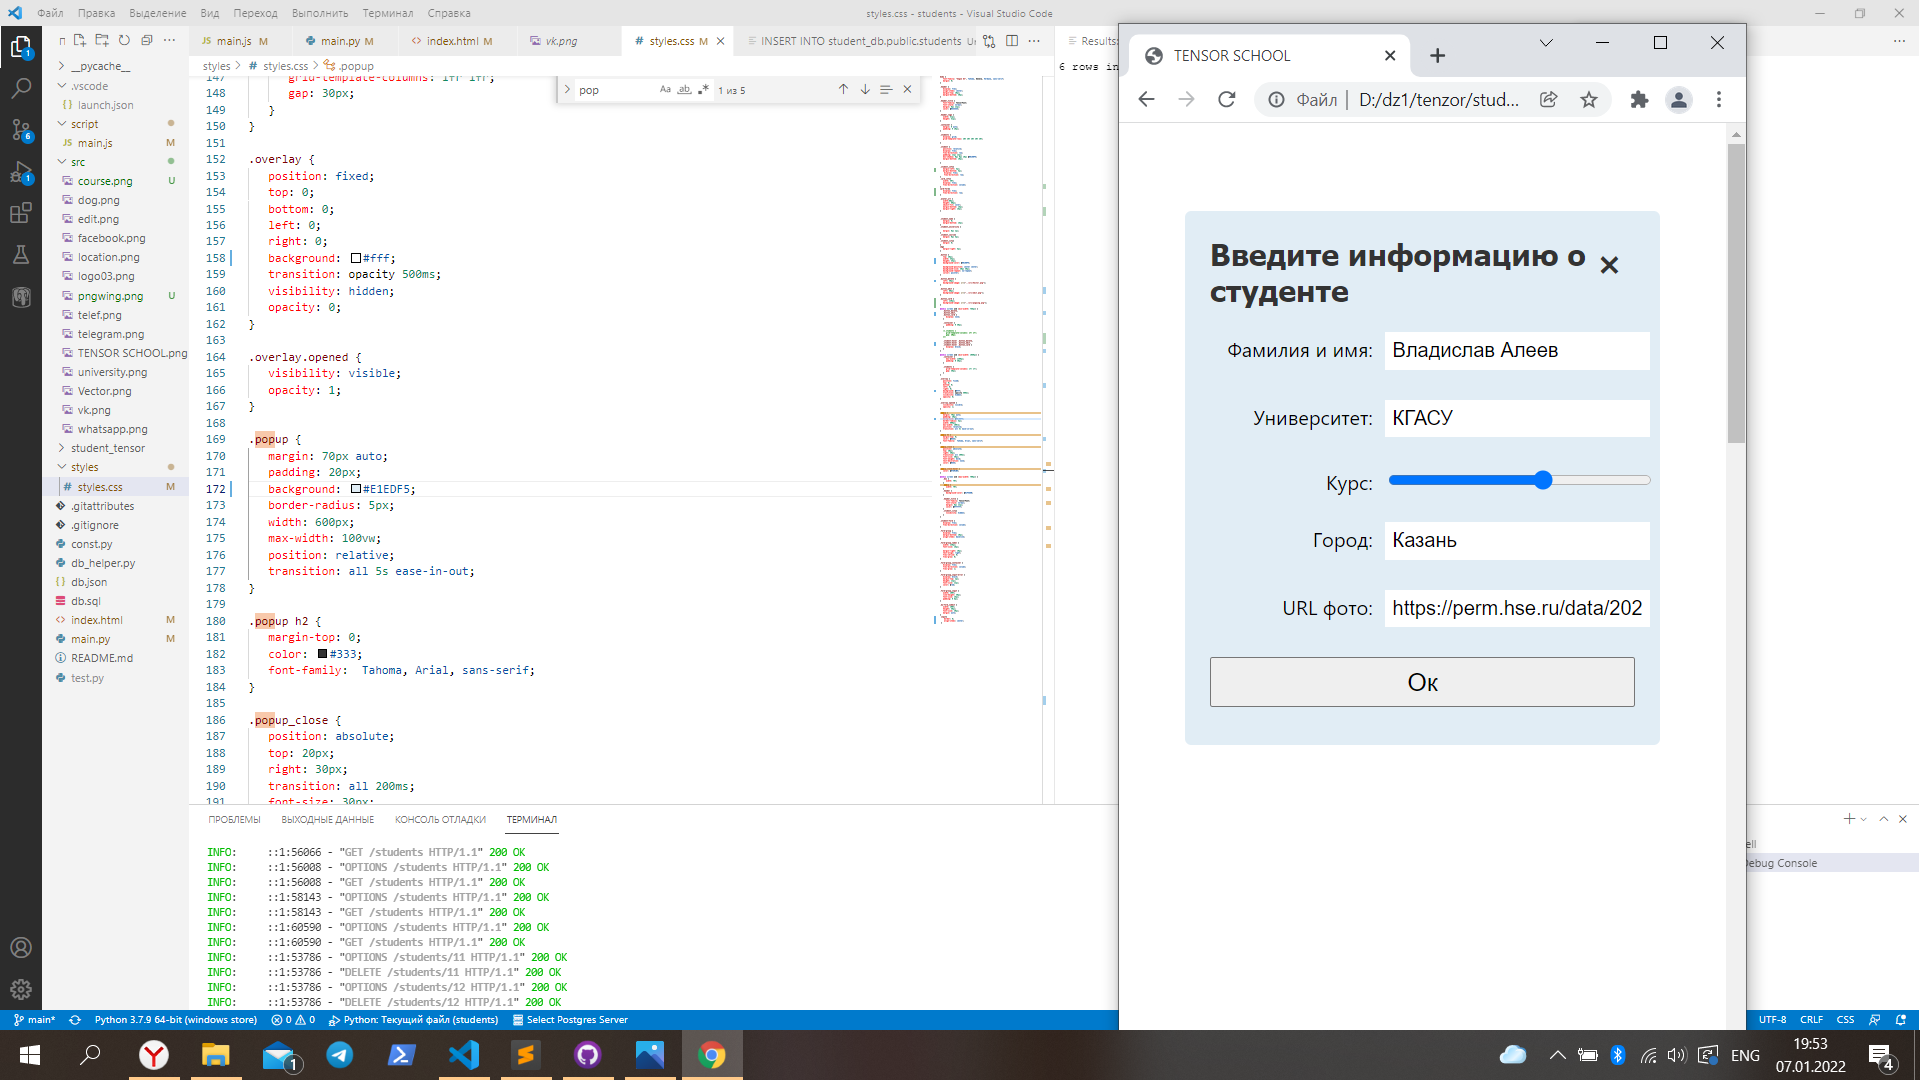 Файл Правка Выделение Вид Переход Выполнить Терминал Справка
styles.css - students - Visual Studio Code
JS main.js M
main.py M
<> index.html M
vk.png
# styles.css M
INSERT INTO student_db.public.students Un
Results:
styles > # styles.css > .popup
pop
Aa ab
1 из 5
6 rows in
1
6
1
> __pycache__
.vscode
{} launch.json
script
JS main.js M
src
course.png U
dog.png
edit.png
facebook.png
location.png
logo03.png
pngwing.png U
telef.png
telegram.png
TENSOR SCHOOL.png
university.png
Vector.png
vk.png
whatsapp.png
> student_tensor
styles
# styles.css M
.gitattributes
.gitignore
const.py
db_helper.py
{} db.json
db.sql
<> index.html M
main.py M
README.md
test.py
147 grid-template-columns: 1fr 1fr;
148 gap: 30px;
149 }
150 }
151
152 .overlay {
153 position: fixed;
154 top: 0;
155 bottom: 0;
156 left: 0;
157 right: 0;
158 background: #fff;
159 transition: opacity 500ms;
160 visibility: hidden;
161 opacity: 0;
162 }
163
164 .overlay.opened {
165 visibility: visible;
166 opacity: 1;
167 }
168
169 .popup {
170 margin: 70px auto;
171 padding: 20px;
172 background: #E1EDF5;
173 border-radius: 5px;
174 width: 600px;
175 max-width: 100vw;
176 position: relative;
177 transition: all 5s ease-in-out;
178 }
179
180 .popup h2 {
181 margin-top: 0;
182 color: #333;
183 font-family: Tahoma, Arial, sans-serif;
184 }
185
186 .popup_close {
187 position: absolute;
188 top: 20px;
189 right: 30px;
190 transition: all 200ms;
191 font-size: 30px;
ПРОБЛЕМЫ ВЫХОДНЫЕ ДАННЫЕ КОНСОЛЬ ОТЛАДКИ ТЕРМИНАЛ
INFO: ::1:56066 - "GET /students HTTP/1.1" 200 OK
INFO: ::1:56008 - "OPTIONS /students HTTP/1.1" 200 OK
INFO: ::1:56008 - "GET /students HTTP/1.1" 200 OK
INFO: ::1:58143 - "OPTIONS /students HTTP/1.1" 200 OK
INFO: ::1:58143 - "GET /students HTTP/1.1" 200 OK
INFO: ::1:60590 - "OPTIONS /students HTTP/1.1" 200 OK
INFO: ::1:60590 - "GET /students HTTP/1.1" 200 OK
INFO: ::1:53786 - "OPTIONS /students/11 HTTP/1.1" 200 OK
INFO: ::1:53786 - "DELETE /students/11 HTTP/1.1" 200 OK
INFO: ::1:53786 - "OPTIONS /students/12 HTTP/1.1" 200 OK
INFO: ::1:53786 - "DELETE /students/12 HTTP/1.1" 200 OK
TENSOR SCHOOL
Файл | D:/dz1/tenzor/stud...
Введите информацию о
студенте
Фамилия и имя: Владислав Алеев
Университет: КГАСУ
Курс:
Город: Казань
URL фото: https://perm.hse.ru/data/202
Ок
ell
Debug Console
main* Python 3.7.9 64-bit (windows store) 0 0 Python: Текущий файл (students) Select Postgres Server
UTF-8 CRLF CSS
1
ENG
19:53
07.01.2022
4